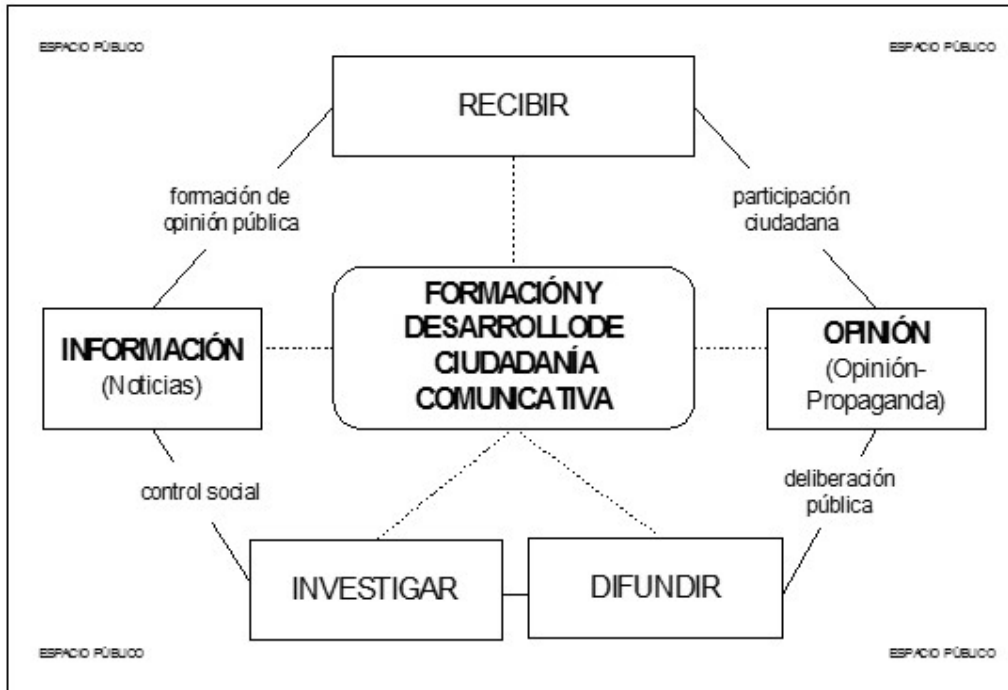 ESPACIO PÚBLICO
ESPACIO PÚBLICO
RECIBIR
formación de
opinión pública
participación
ciudadana
FORMACIÓN Y
DESARROLLO DE
CIUDADANÍA
COMUNICATIVA
INFORMACIÓN
(Noticias)
OPINIÓN
(Opinión-
Propaganda)
control social
deliberación
pública
INVESTIGAR
DIFUNDIR
ESPACIO PÚBLICO
ESPACIO PÚBLICO